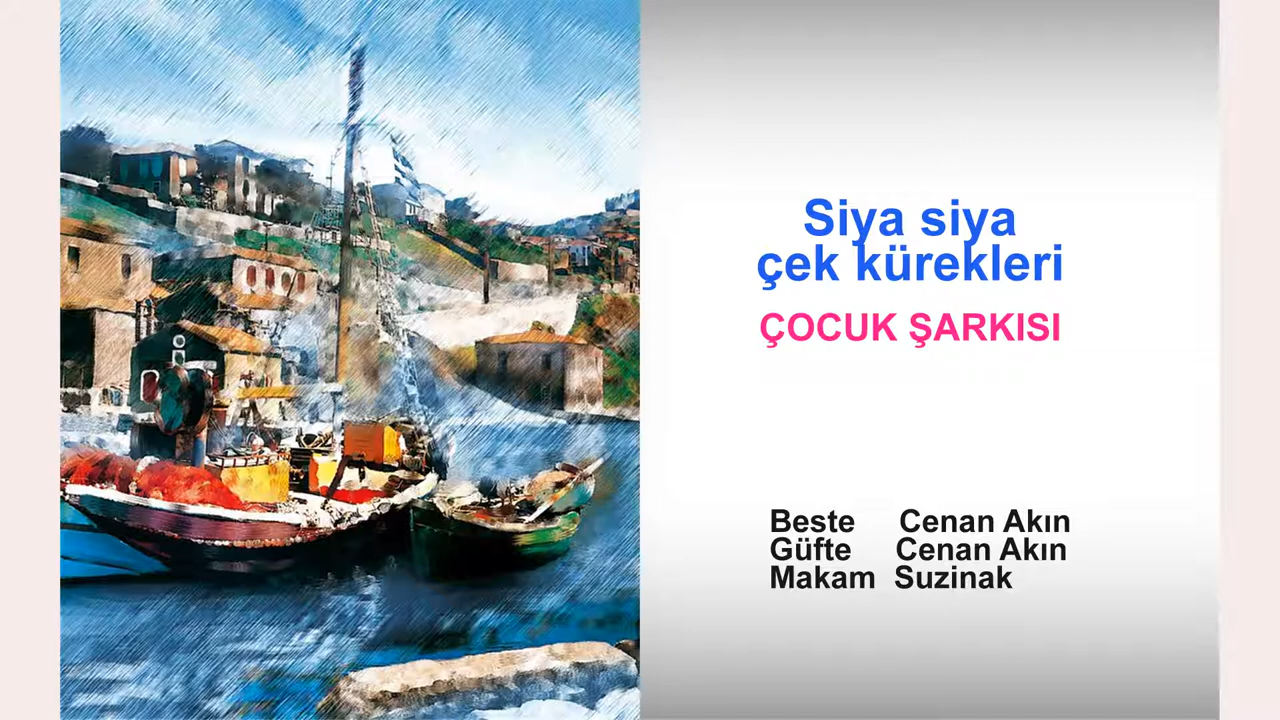 Siya siya
çek kürekleri
ÇOCUK ŞARKISI
Beste Cenan Akın
Güfte Cenan Akın
Makam Suzinak